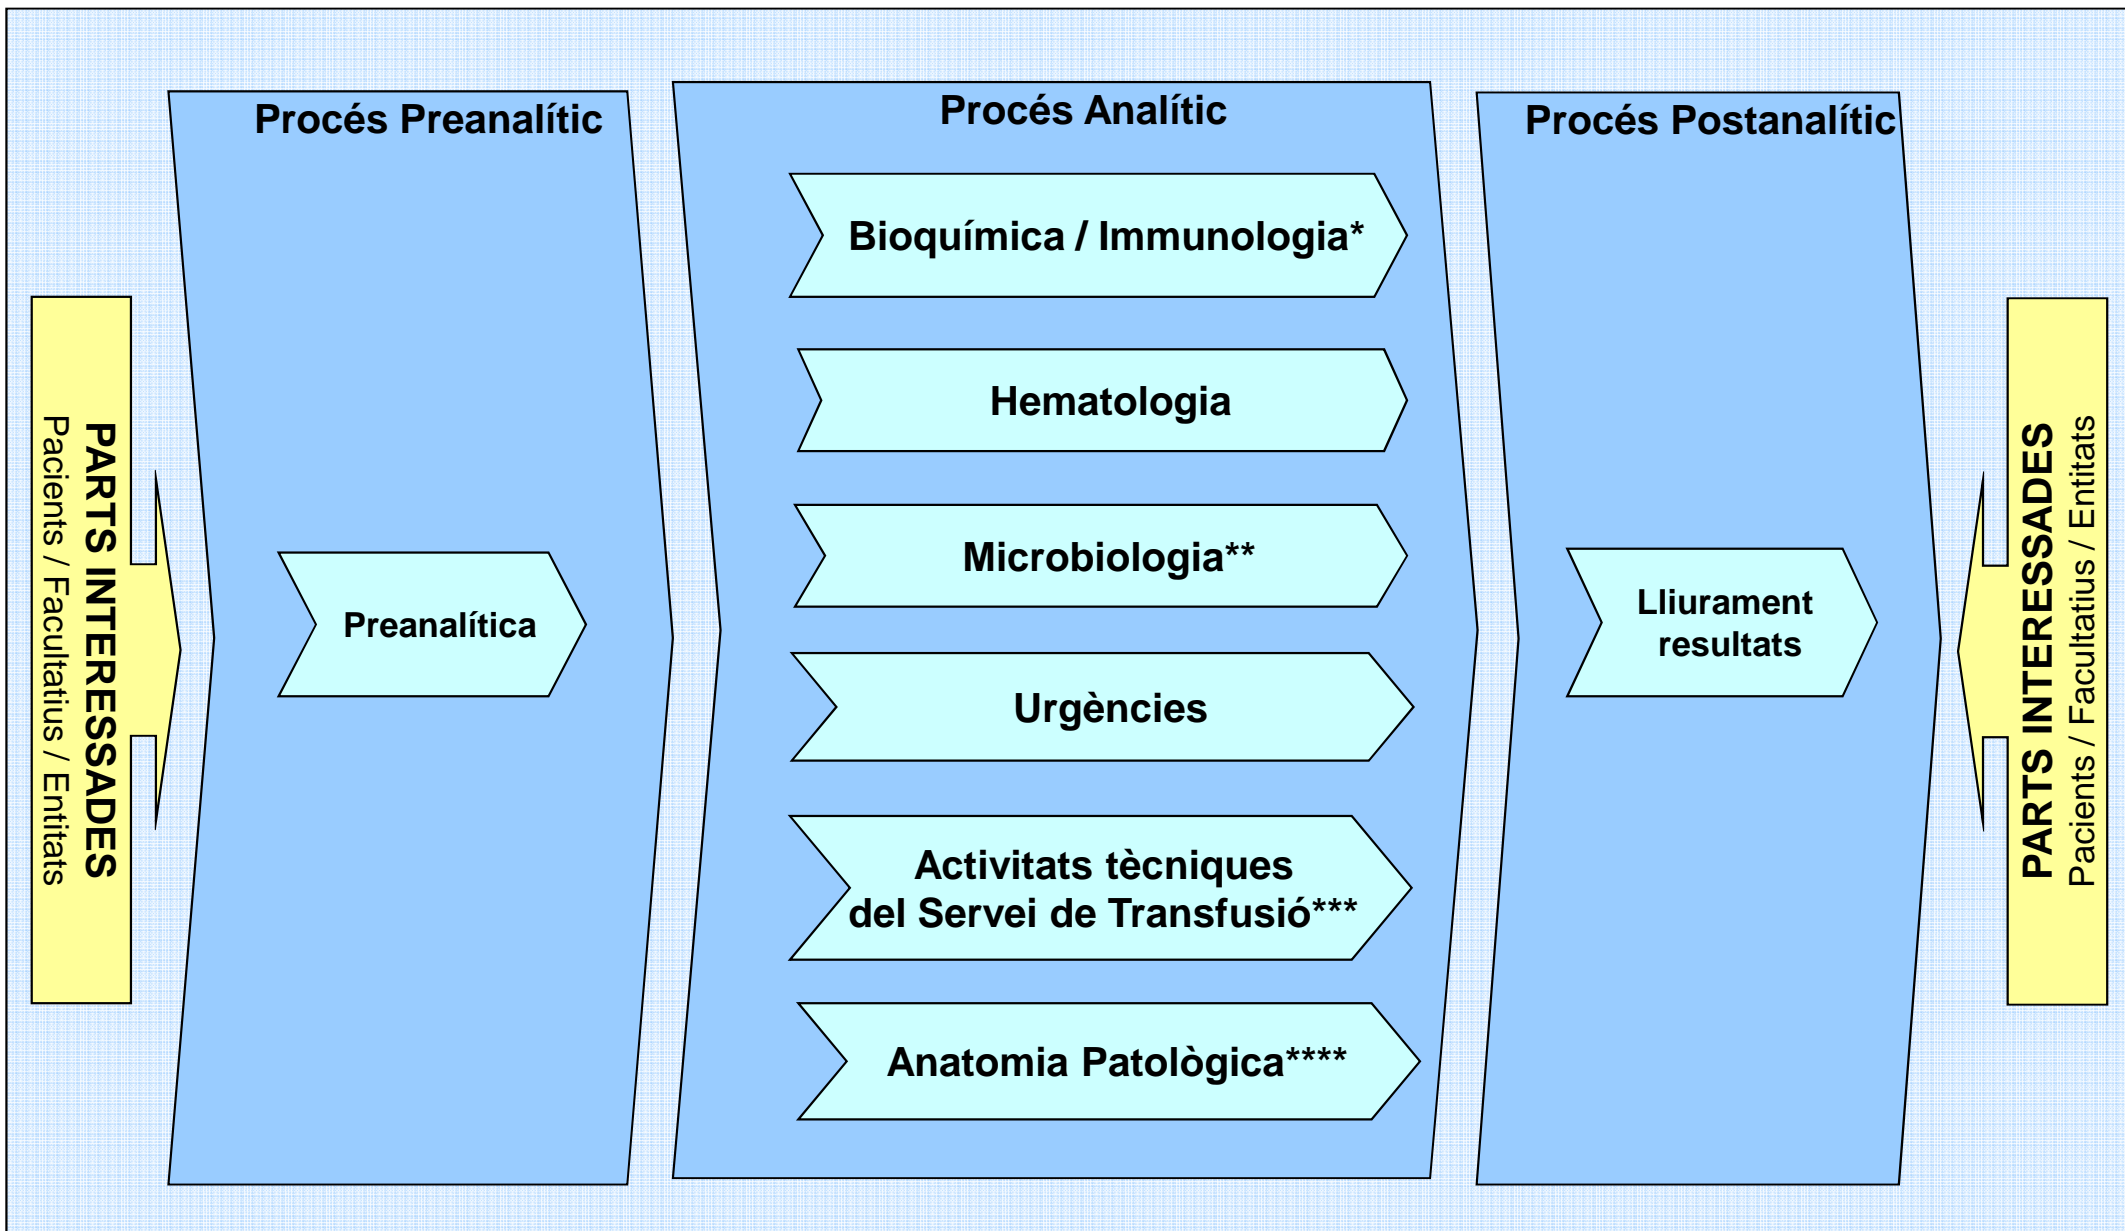 PARTS INTERESSADES
Pacients / Facultatius / Entitats
Procés Preanalític
Preanalítica
Procés Analític
Bioquímica / Immunologia*
Hematologia
Microbiologia**
Urgències
Activitats tècniques
del Servei de Transfusió***
Anatomia Patològica****
Procés Postanalític
Lliurament
resultats
PARTS INTERESSADES
Pacients / Facultatius / Entitats